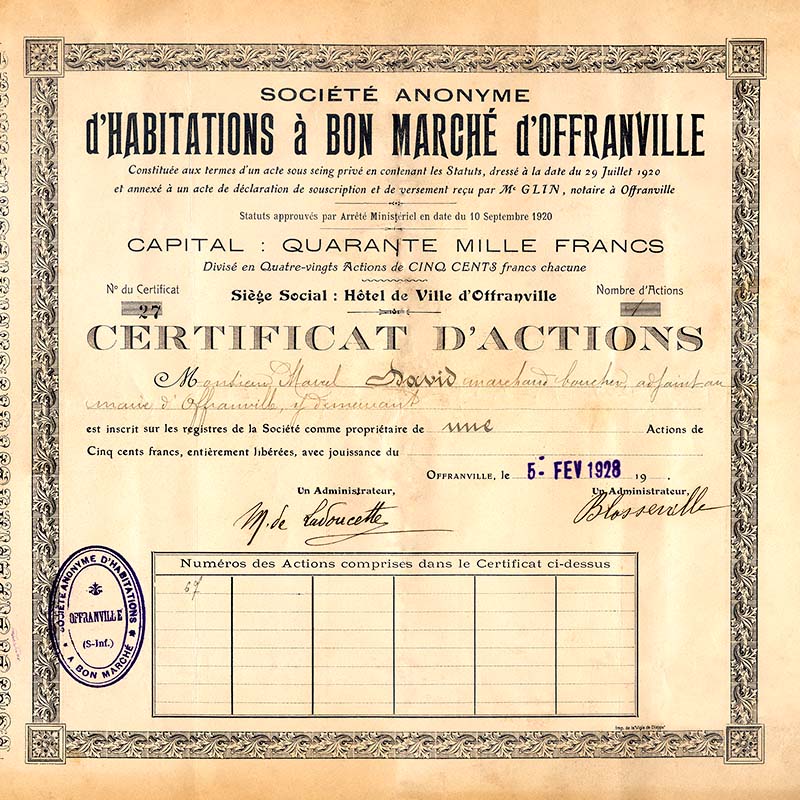 SOCIÉTÉ ANONYME
d'HABITATIONS à BON MARCHÉ d'OFFRANVILLE
Constituée aux termes d'un acte sous seing privé en contenant les Statuts, dressé à la date du 29 Juillet 1920
et annexé à un acte de déclaration de souscription et de versement reçu par Me GLIN, notaire à Offranville
Statuts approuvés par Arrêté Ministériel en date du 10 Septembre 1920
CAPITAL : QUARANTE MILLE FRANCS
Divisé en Quatre-vingts Actions de CINQ CENTS francs chacune
No du Certificat
Siège Social : Hôtel de Ville d'Offranville
Nombre d'Actions
27
1
CERTIFICAT D'ACTIONS
Monsieur Marcel David marchand boucher, adjoint au
maire d'Offranville, y demeurant
est inscrit sur les registres de la Société comme propriétaire de une Actions de
Cinq cents francs, entièrement libérées, avec jouissance du
OFFRANVILLE, le 5- FEV 1928 19
Un Administrateur,
Un Administrateur,
M. de Ladoucette
Blosseville
Numéros des Actions comprises dans le Certificat ci-dessus
67
SOCIÉTÉ ANONYME D'HABITATIONS
OFFRANVILLE
(S-Inf.)
A BON MARCHÉ
Imp. de la Vigie de Dieppe